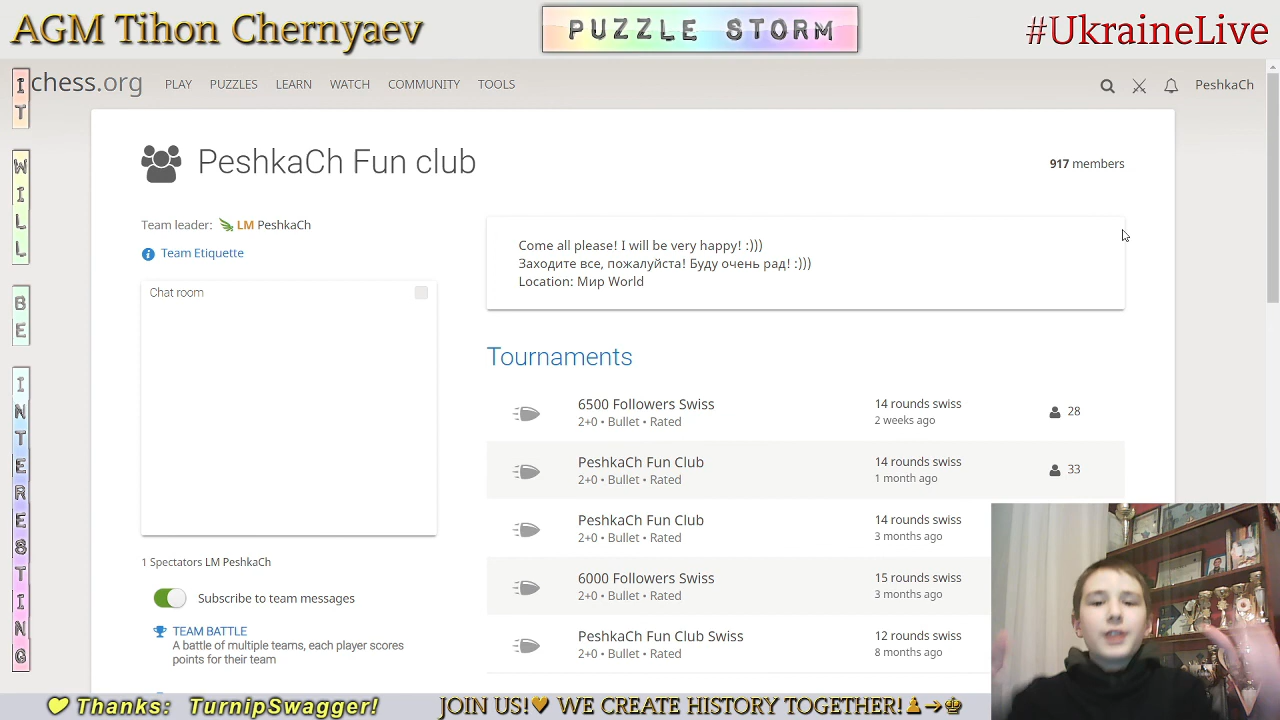 AGM Tihon Chernyaev
PUZZLE STORM
#UkraineLive
IT
WILL
BE
INTERESTING
chess.org
PLAY PUZZLES LEARN WATCH COMMUNITY TOOLS
PeshkaCh
PeshkaCh Fun club
917 members
Team leader: LM PeshkaCh
Team Etiquette
Chat room
Come all please! I will be very happy! :)))
Заходите все, пожалуйста! Буду очень рад! :)))
Location: Мир World
Tournaments
6500 Followers Swiss
2+0 • Bullet • Rated
14 rounds swiss
2 weeks ago
28
PeshkaCh Fun Club
2+0 • Bullet • Rated
14 rounds swiss
1 month ago
33
PeshkaCh Fun Club
2+0 • Bullet • Rated
14 rounds swiss
3 months ago
6000 Followers Swiss
2+0 • Bullet • Rated
15 rounds swiss
3 months ago
PeshkaCh Fun Club Swiss
2+0 • Bullet • Rated
12 rounds swiss
8 months ago
1 Spectators LM PeshkaCh
Subscribe to team messages
TEAM BATTLE
A battle of multiple teams, each player scores
points for their team
Thanks: TurnipSwagger!
JOIN US!🧡 WE CREATE HISTORY TOGETHER!♟→♚